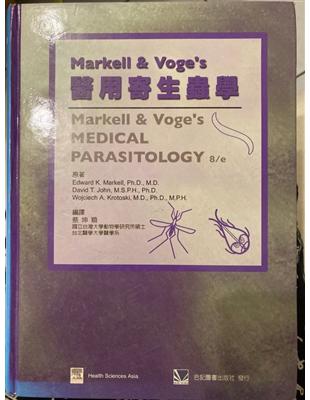 Markell & Voge's
醫用寄生蟲學
Markell & Voge's
MEDICAL
PARASITOLOGY 8/e
原著
Edward K. Markell, Ph.D., M.D.
David T. John, M.S.P.H., Ph.D.
Wojciech A. Krotoski, M.D., Ph.D., M.P.H.
編譯
蔡坤穎
國立台灣大學動物學研究所碩士
台北醫學大學醫學系
Health Sciences Asia
合記圖書出版社 發行